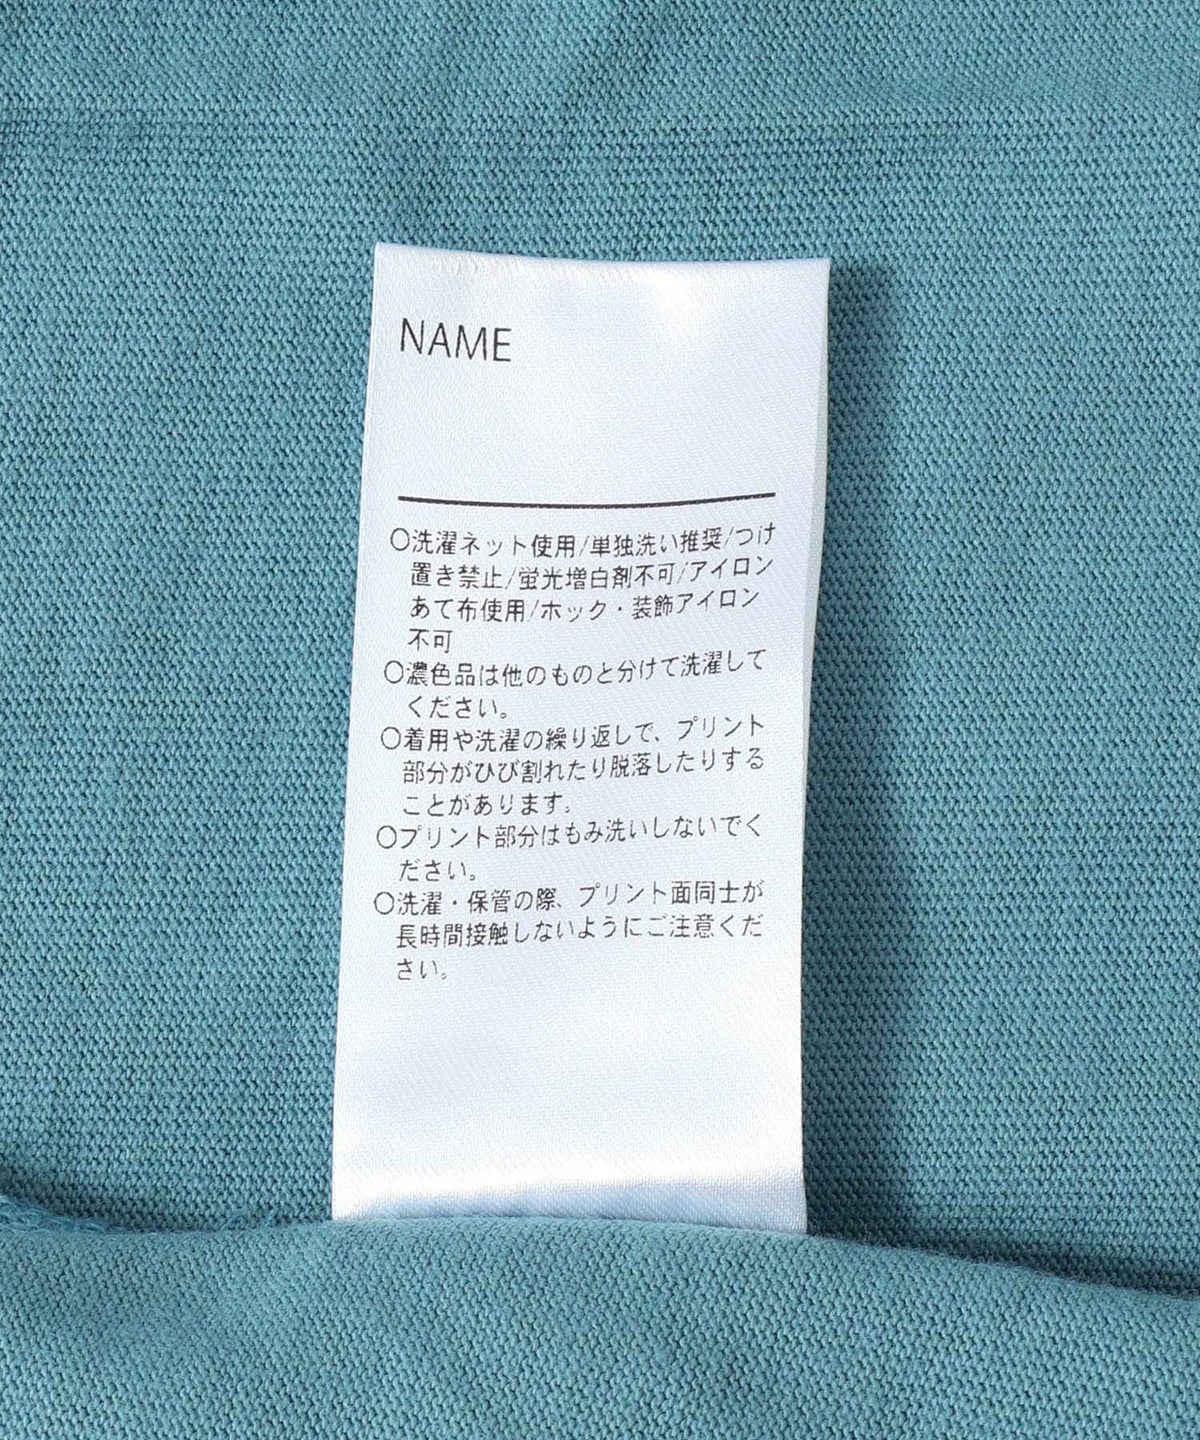 NAME
〇洗濯ネット使用/単独洗い推奨/つけ
置き禁止/蛍光増白剤不可/アイロン
あて布使用/ホック・装飾アイロン
不可
〇濃色品は他のものと分けて洗濯して
ください。
〇着用や洗濯の繰り返しで、プリント
部分がひび割れたり脱落したりする
ことがあります。
〇プリント部分はもみ洗いしないでく
ださい。
〇洗濯・保管の際、プリント面同士が
長時間接触しないようにご注意くだ
さい。